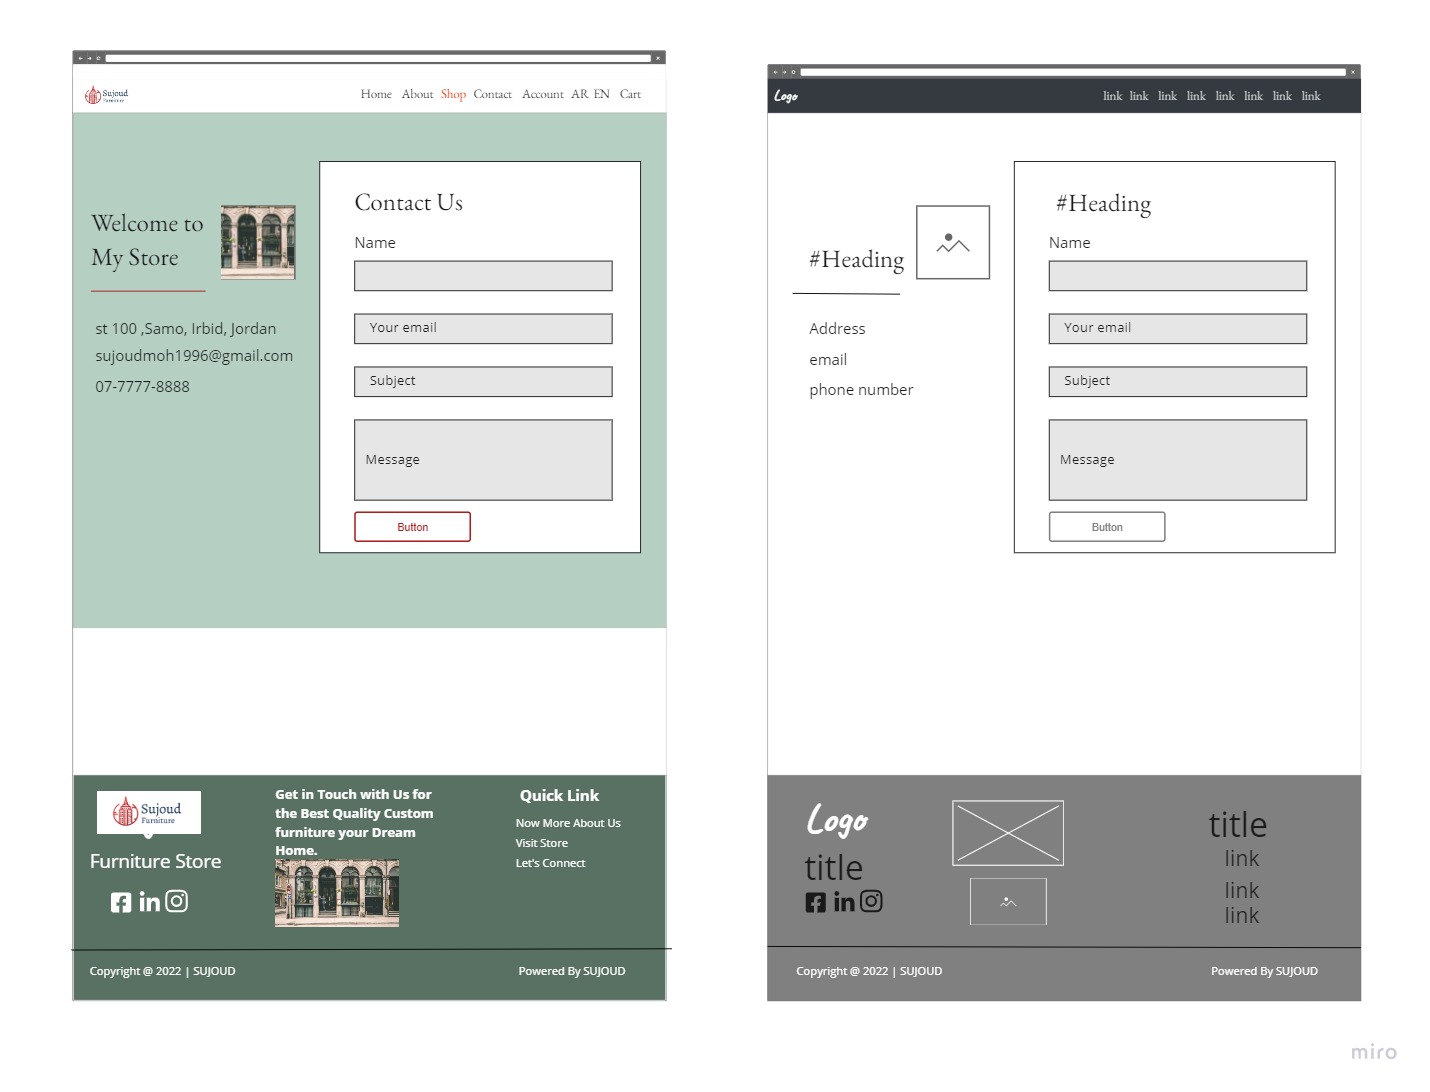 Sujoud
Furniture
Home About Shop Contact Account AR EN Cart
Welcome to
My Store
st 100 ,Samo, Irbid, Jordan
sujoudmoh1996@gmail.com
07-7777-8888
Contact Us
Name
Your email
Subject
Message
Button
Sujoud
Furniture
Furniture Store
Get in Touch with Us for
the Best Quality Custom
furniture your Dream
Home.
Quick Link
Now More About Us
Visit Store
Let's Connect
Copyright @ 2022 | SUJOUD
Powered By SUJOUD
Logo
link link link link link link link link
#Heading
Address
email
phone number
#Heading
Name
Your email
Subject
Message
Button
Logo
title
title
link
link
link
Copyright @ 2022 | SUJOUD
Powered By SUJOUD
miro